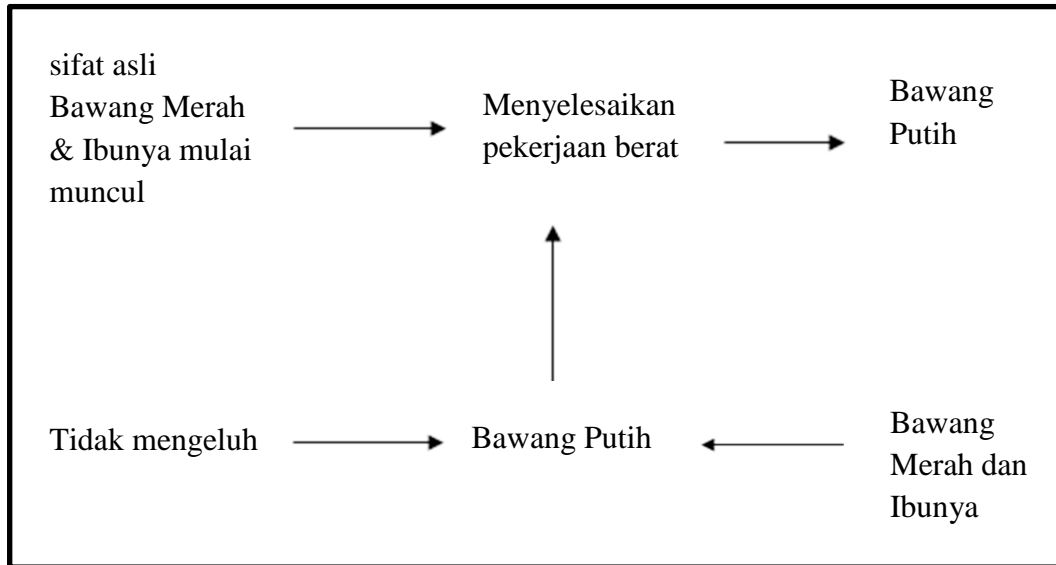 sifat asli
Bawang Merah
& Ibunya mulai
muncul
Menyelesaikan
pekerjaan berat
Bawang
Putih
Tidak mengeluh
Bawang Putih
Bawang
Merah dan
Ibunya